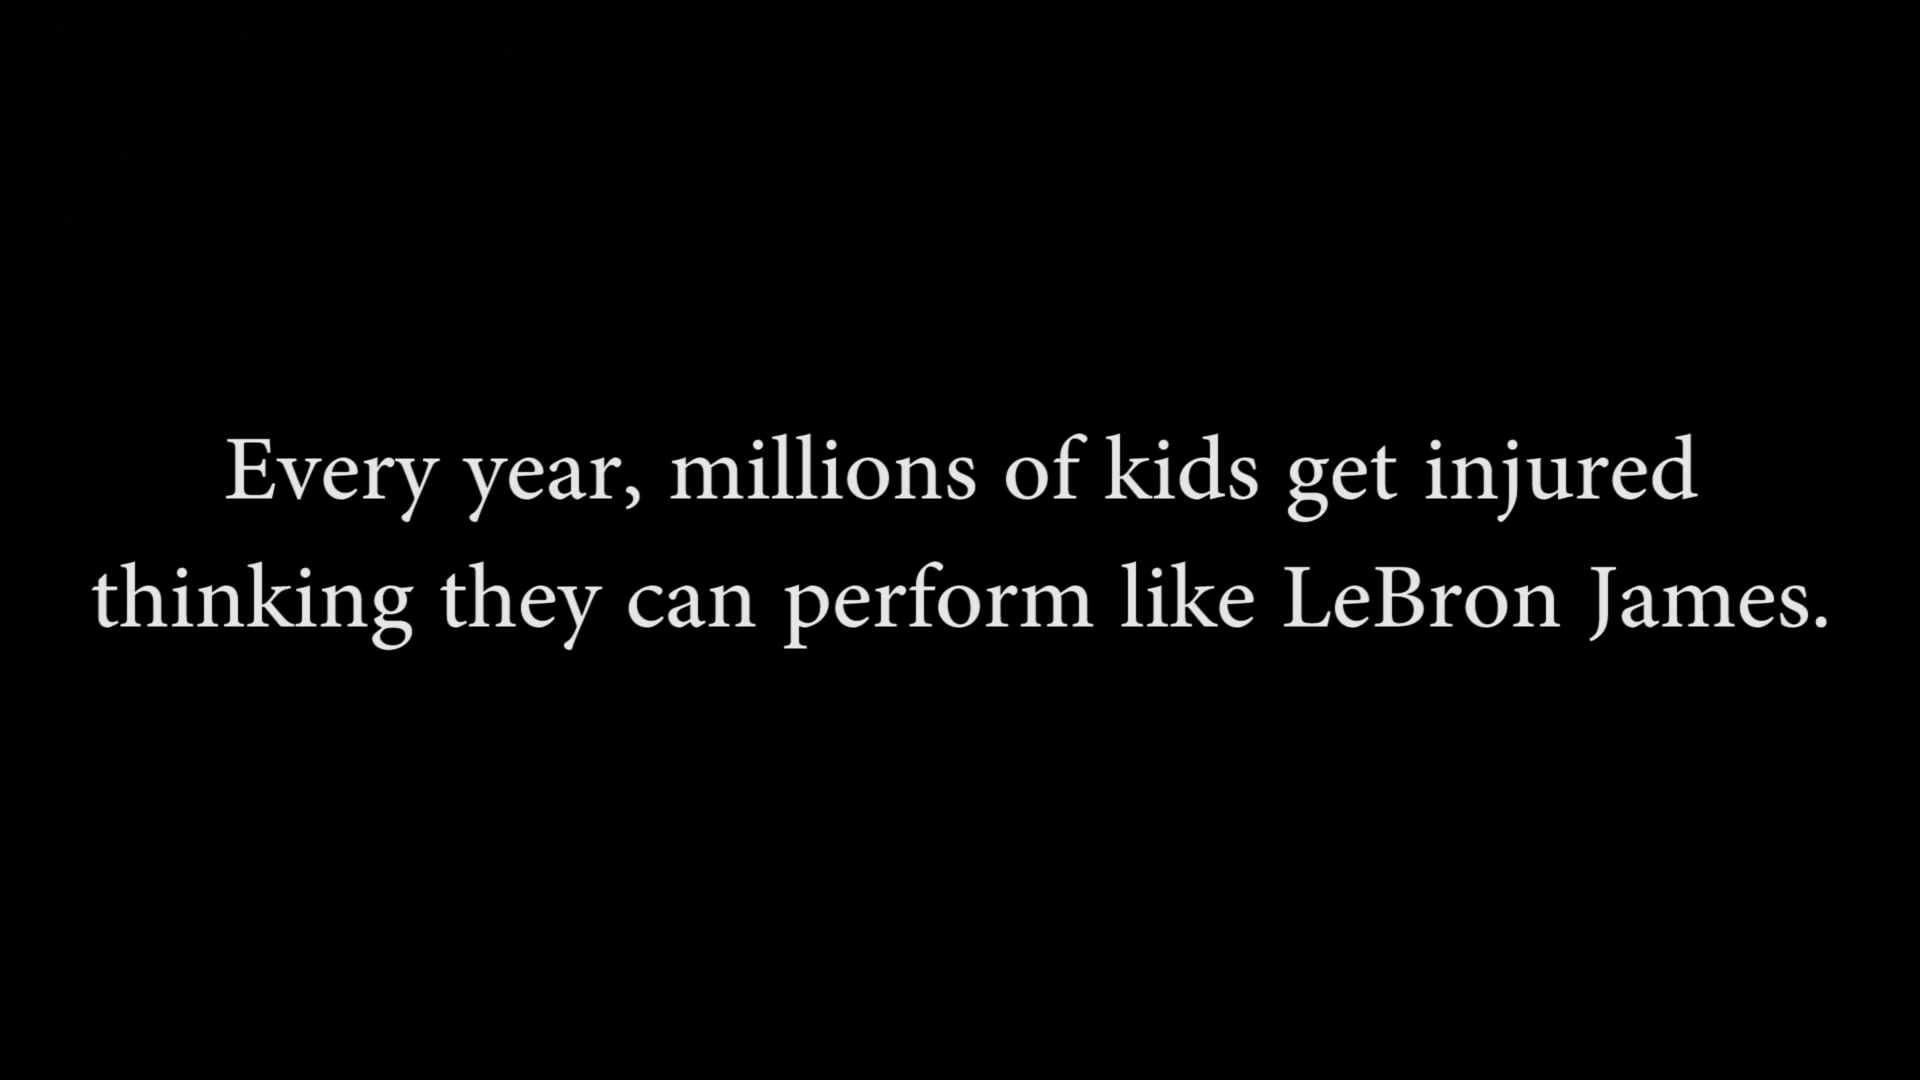 Every year, millions of kids get injured
thinking they can perform like LeBron James.